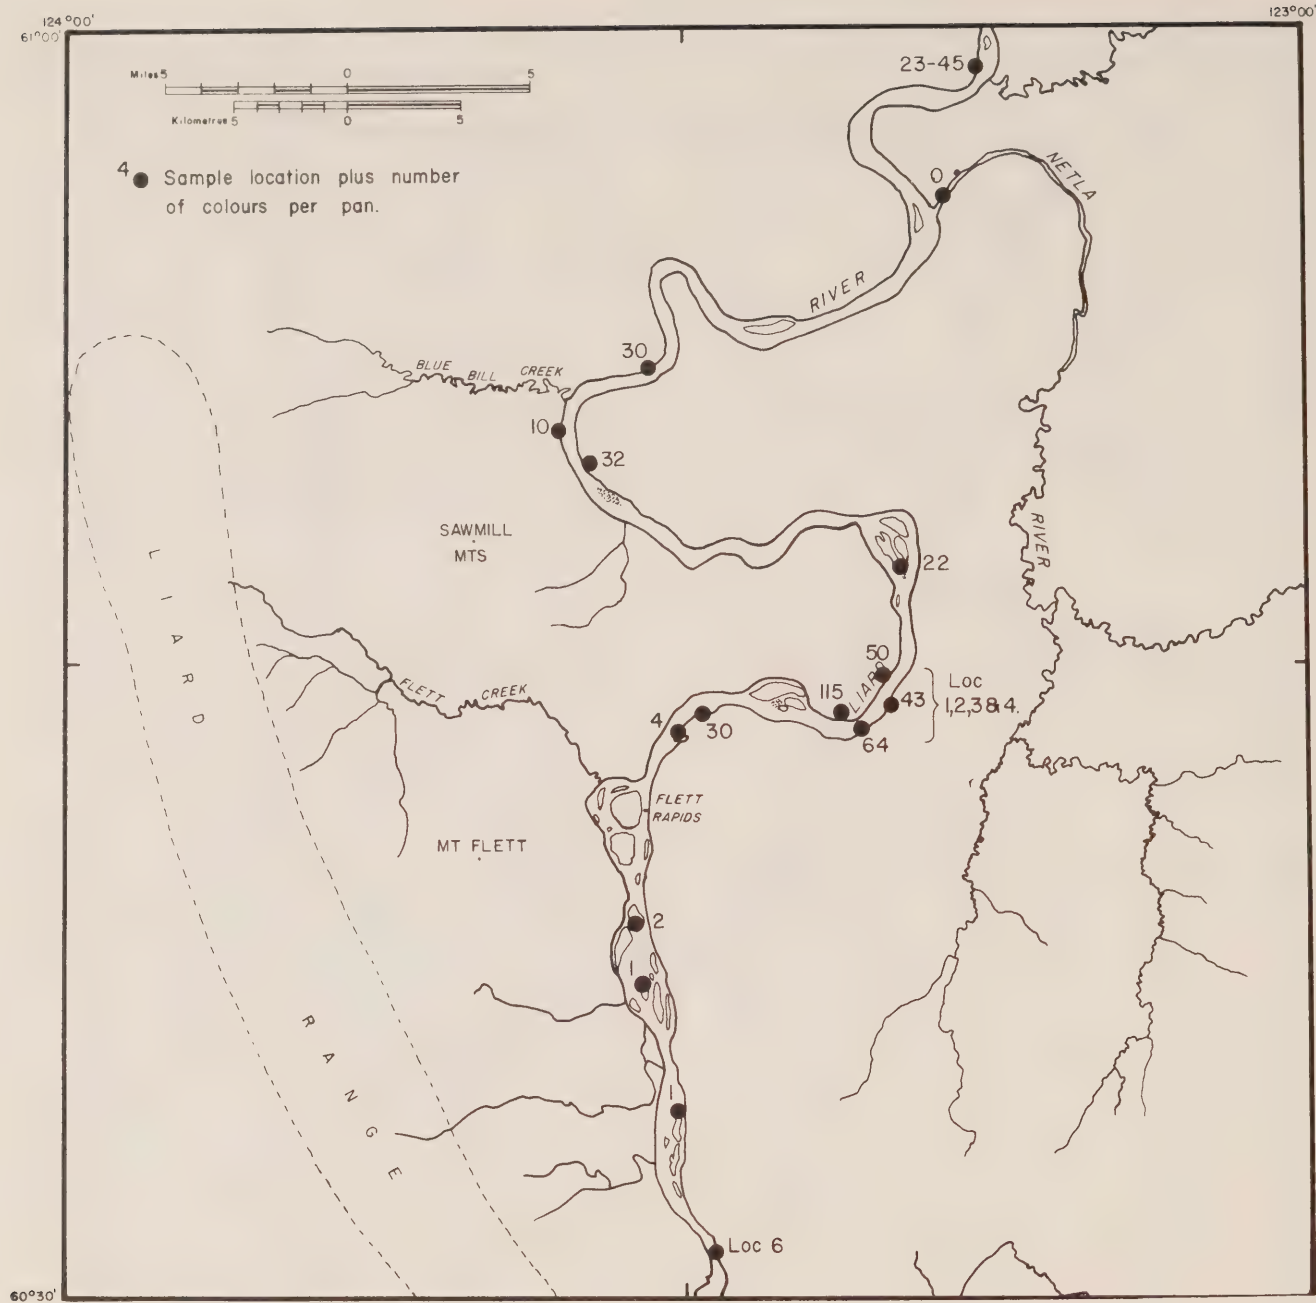 124°00'
123°00'
61°00'
Miles 5 0 5
Kilometres 5 0 5
4 Sample location plus number
of colours per pan.
23-45
0
NETLA
RIVER
30
BLUE BILL CREEK
10
32
SAWMILL
MTS
RIVER
22
LIARD
50
LIARD
115
43
Loc
1,2,3 & 4.
FLETT CREEK
4
30
64
FLETT
RAPIDS
MT FLETT
2
1
RANGE
1
Loc 6
60°30'